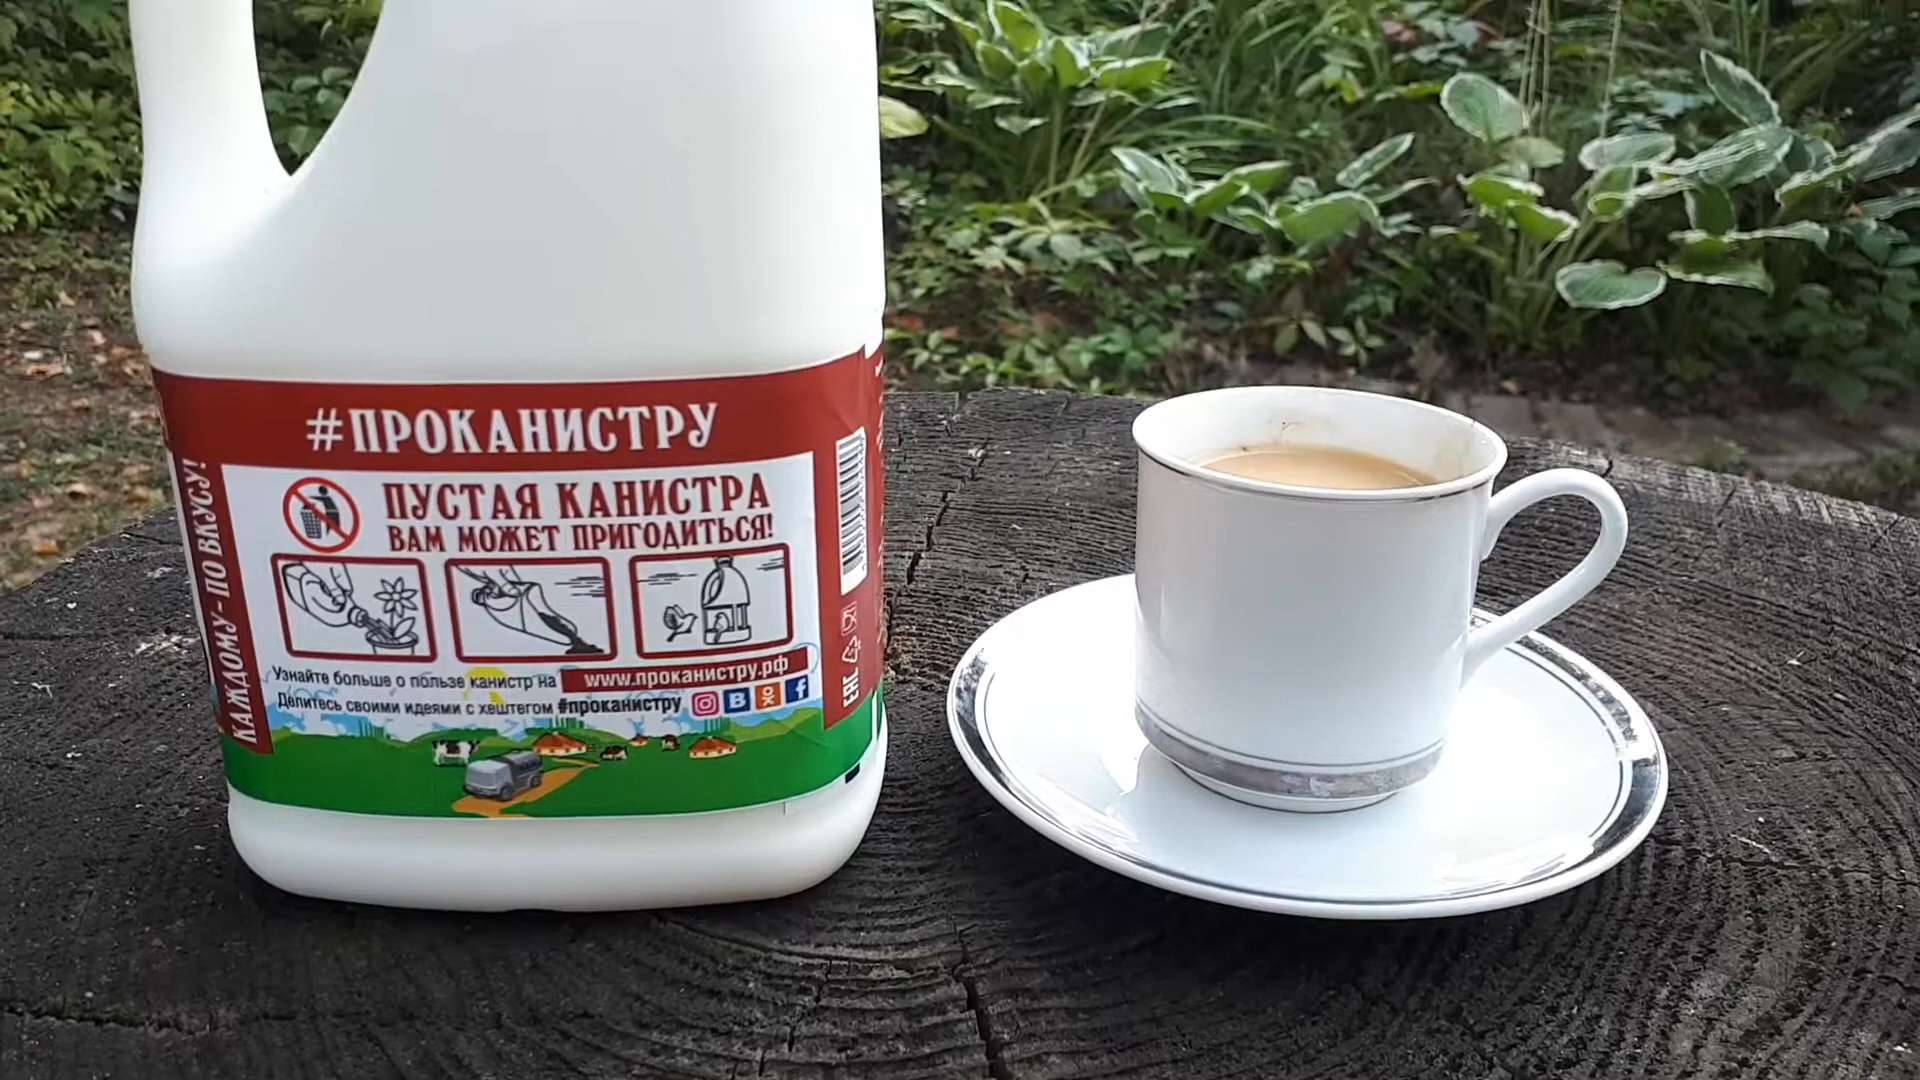 #ПРОКАНИСТРУ
ПУСТАЯ КАНИСТРА
ВАМ МОЖЕТ ПРИГОДИТЬСЯ!
Узнайте больше о пользе канистр на www.проканистру.рф
Делитесь своими идеями с хештегом #проканистру
КАЖДОМУ - ПО ВКУСУ!
EAC